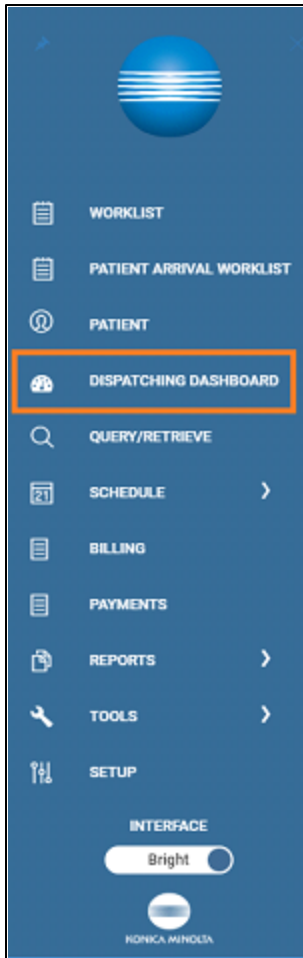 WORKLIST
PATIENT ARRIVAL WORKLIST
PATIENT
DISPATCHING DASHBOARD
QUERY/RETRIEVE
21 SCHEDULE
BILLING
PAYMENTS
REPORTS
TOOLS
SETUP
INTERFACE
Bright
KONICA MINOLTA